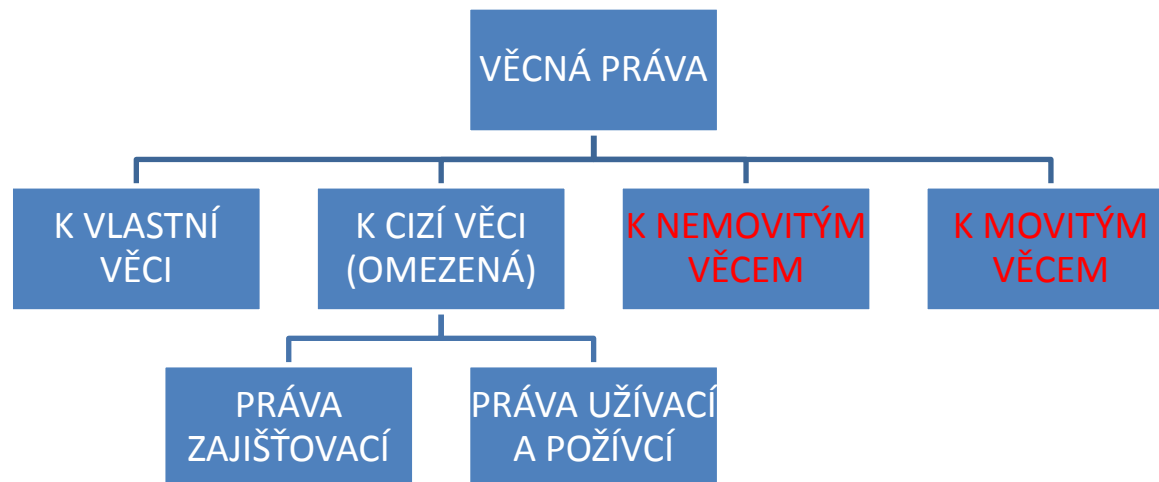 VĚCNÁ PRÁVA
K VLASTNÍ
VĚCI
K CIZÍ VĚCI
(OMEZENÁ)
K NEMOVITÝM
VĚCEM
K MOVITÝM
VĚCEM
PRÁVA
ZAJIŠŤOVACÍ
PRÁVA UŽÍVACÍ
A POŽÍVCÍ